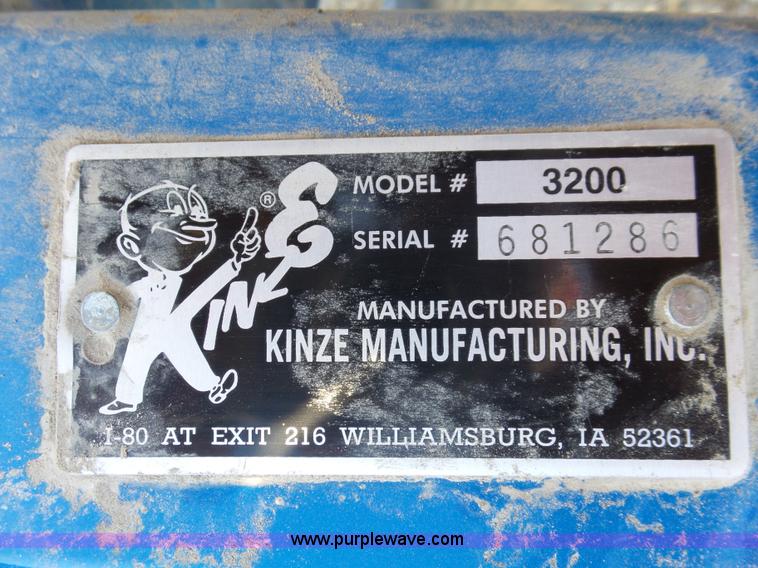 KINZE ®
MODEL # 3200
SERIAL # 681286
MANUFACTURED BY
KINZE MANUFACTURING, INC.
I-80 AT EXIT 216 WILLIAMSBURG, IA 52361
www.purplewave.com